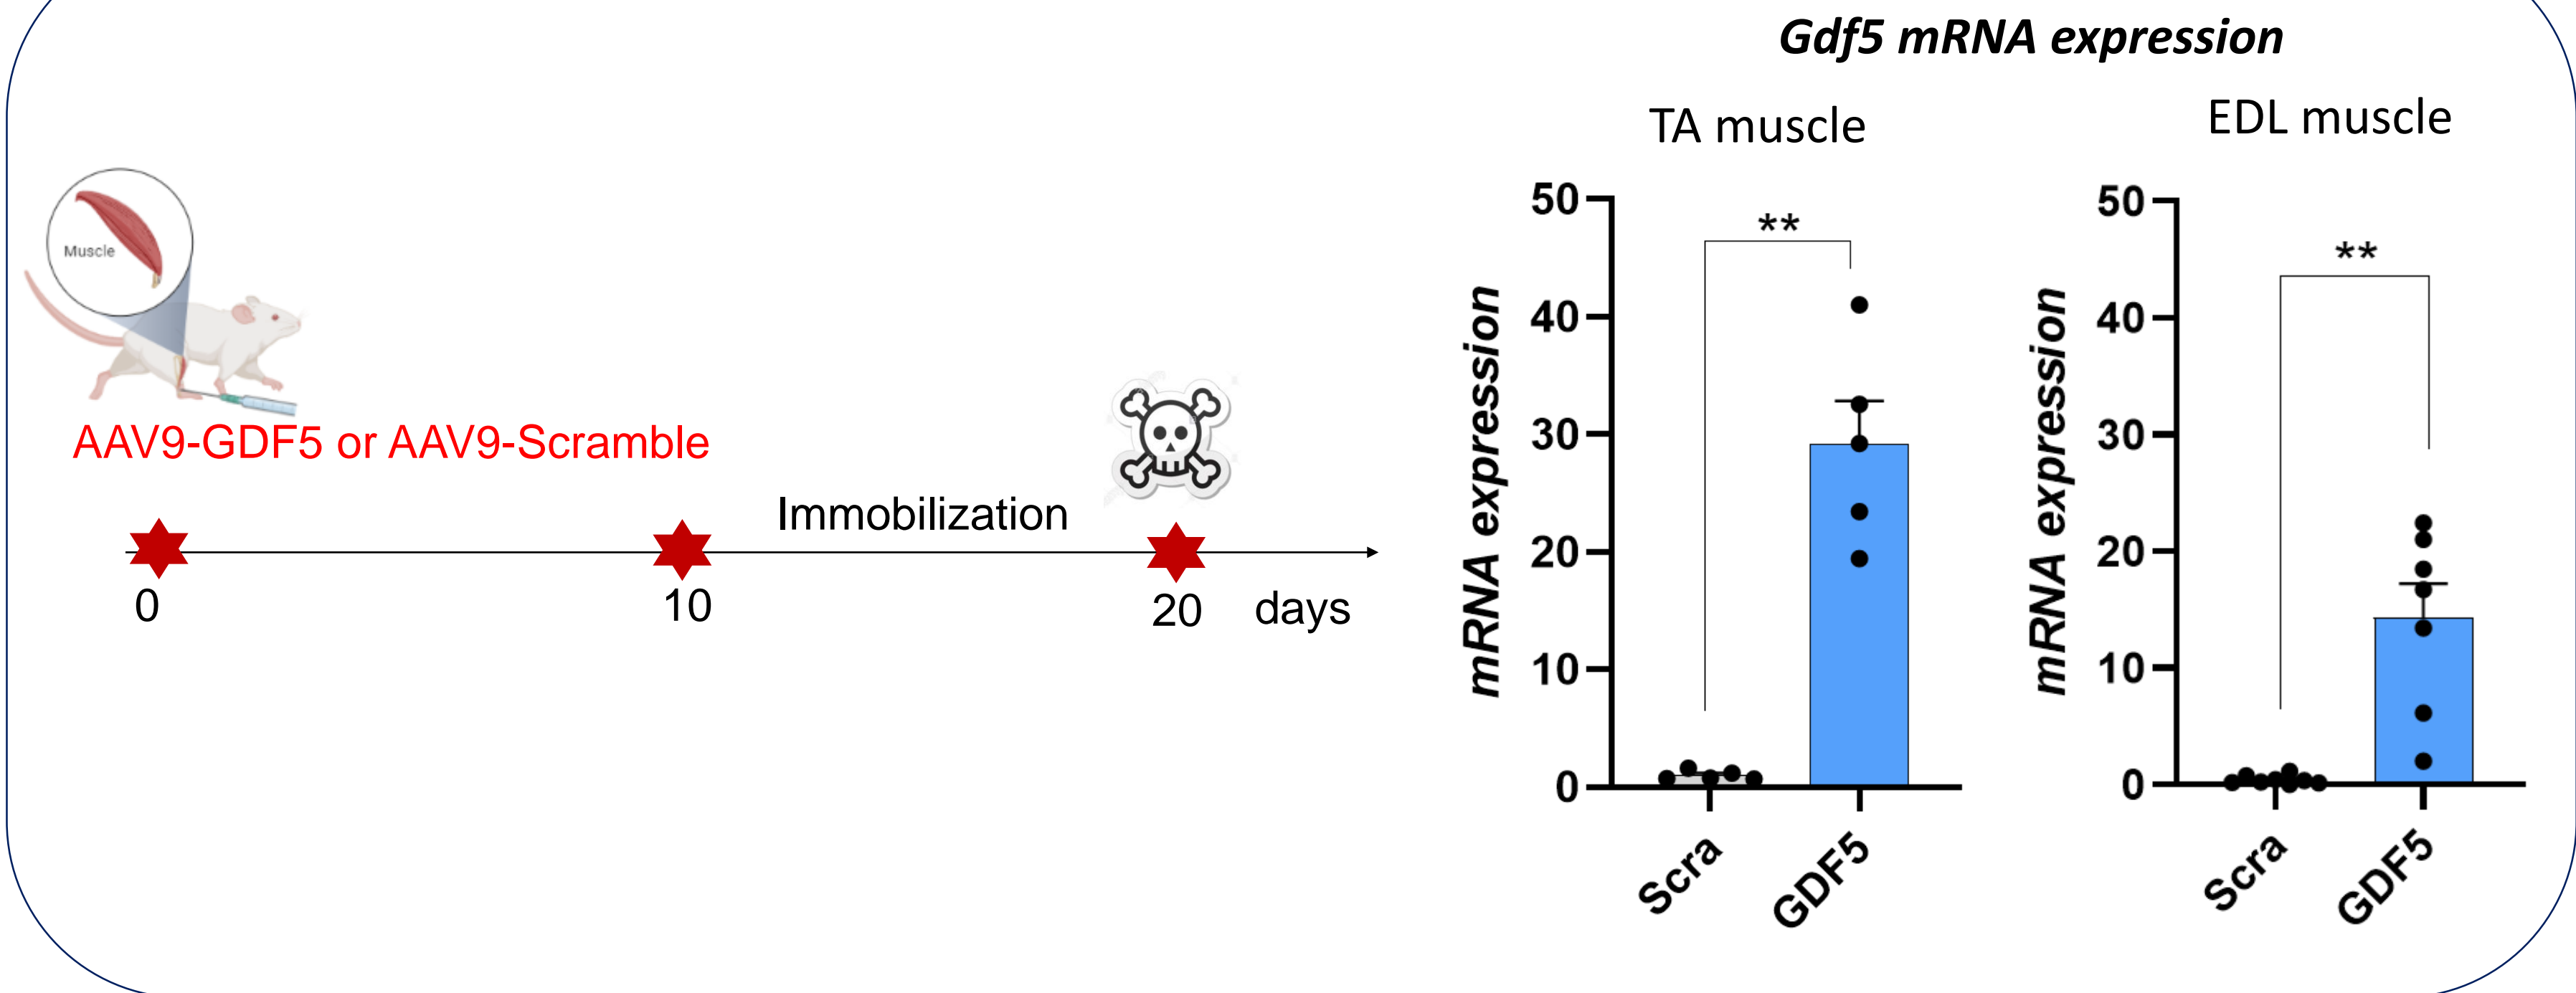 Muscle
AAV9-GDF5 or AAV9-Scramble
Immobilization
0
10
20
days
Gdf5 mRNA expression
TA muscle
mRNA expression
50
40
30
20
10
0
**
Scra
GDF5
EDL muscle
mRNA expression
50
40
30
20
10
0
**
Scra
GDF5